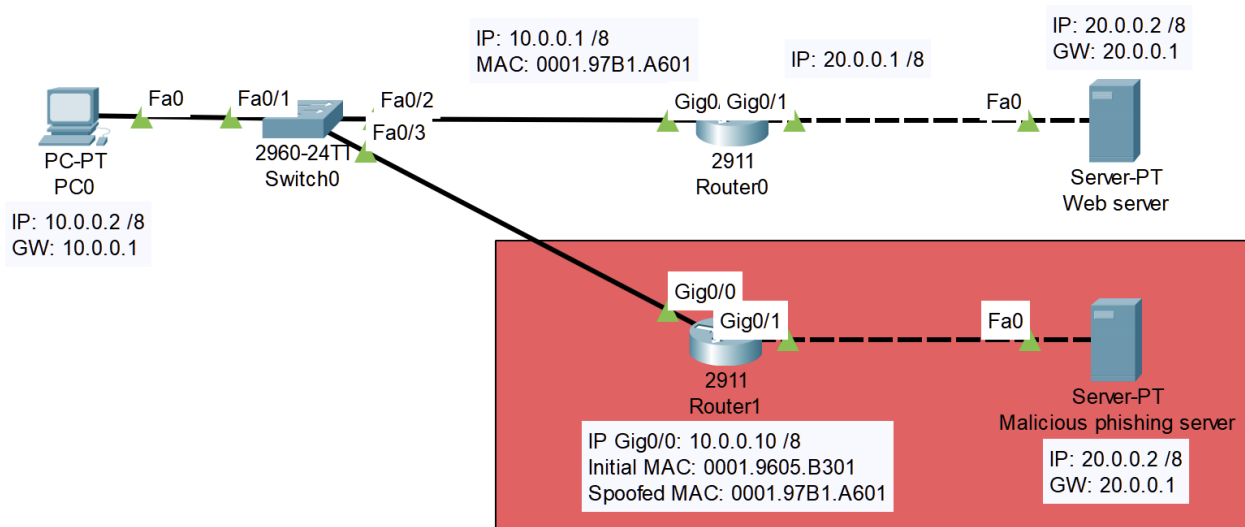 IP: 10.0.0.1 /8
MAC: 0001.97B1.A601
IP: 20.0.0.1 /8
IP: 20.0.0.2 /8
GW: 20.0.0.1
Fa0
Fa0/1
Fa0/2
Fa0/3
Gig0/
Gig0/1
Fa0
PC-PT
PC0
2960-24TT
Switch0
2911
Router0
Server-PT
Web server
IP: 10.0.0.2 /8
GW: 10.0.0.1
Gig0/0
Gig0/1
Fa0
2911
Router1
Server-PT
Malicious phishing server
IP Gig0/0: 10.0.0.10 /8
Initial MAC: 0001.9605.B301
Spoofed MAC: 0001.97B1.A601
IP: 20.0.0.2 /8
GW: 20.0.0.1